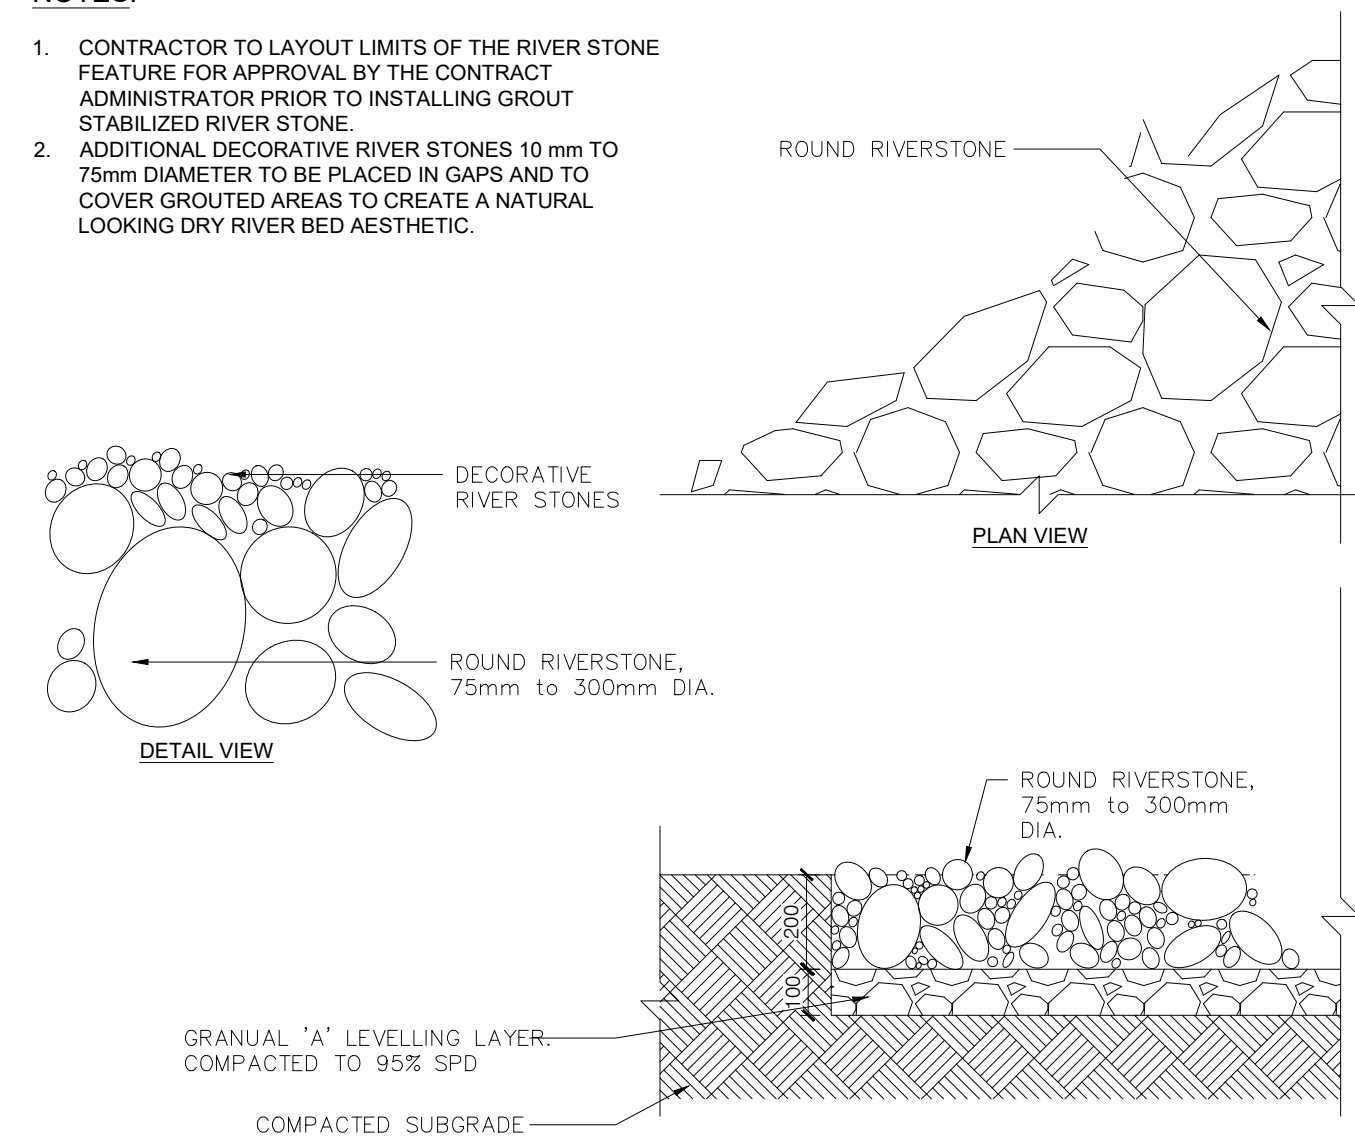 NOTES:
1. CONTRACTOR TO LAYOUT LIMITS OF THE RIVER STONE
FEATURE FOR APPROVAL BY THE CONTRACT
ADMINISTRATOR PRIOR TO INSTALLING GROUT
STABILIZED RIVER STONE.
2. ADDITIONAL DECORATIVE RIVER STONES 10 mm TO
75mm DIAMETER TO BE PLACED IN GAPS AND TO
COVER GROUTED AREAS TO CREATE A NATURAL
LOOKING DRY RIVER BED AESTHETIC.
ROUND RIVERSTONE
PLAN VIEW
DECORATIVE
RIVER STONES
ROUND RIVERSTONE,
75mm to 300mm DIA.
DETAIL VIEW
ROUND RIVERSTONE,
75mm to 300mm
DIA.
200
100
GRANUAL 'A' LEVELLING LAYER.
COMPACTED TO 95% SPD
COMPACTED SUBGRADE